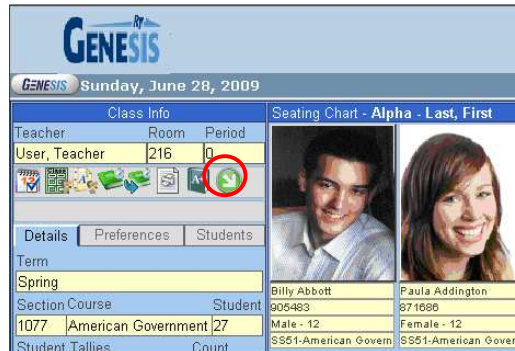 Ry
GENESIS
GENESIS Sunday, June 28, 2009
Class Info
Seating Chart - Alpha - Last, First
Teacher Room Period
User, Teacher 216 0
Details Preferences Students
Term
Spring
Section Course Student
1077 American Government 27
Student Tallies Count
Billy Abbott
905483
Male - 12
SS51-American Govern
Paula Addington
871686
Female - 12
SS51-American Govern